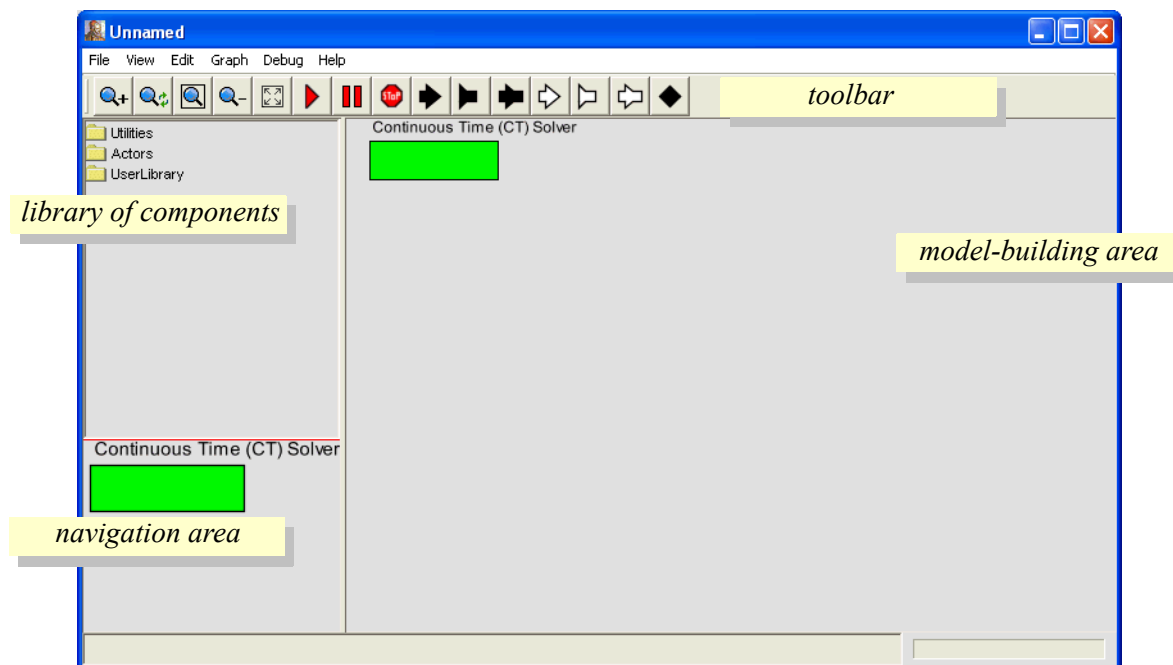 Unnamed
File View Edit Graph Debug Help
STOP
toolbar
Utilities
Actors
UserLibrary
Continuous Time (CT) Solver
library of components
model-building area
Continuous Time (CT) Solver
navigation area